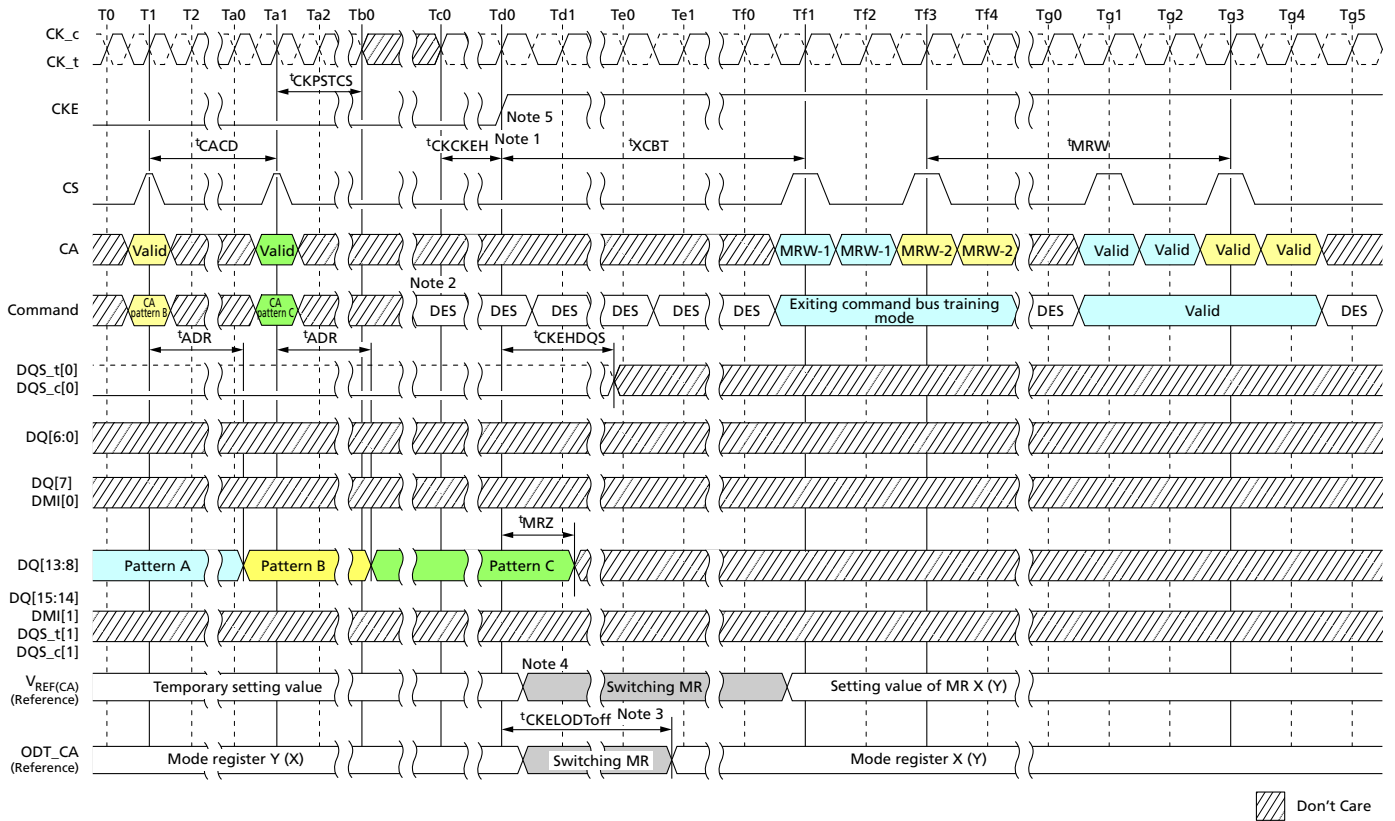 T0 T1 T2 Ta0 Ta1 Ta2 Tb0 Tc0 Td0 Td1 Te0 Te1 Tf0 Tf1 Tf2 Tf3 Tf4 Tg0 Tg1 Tg2 Tg3 Tg4 Tg5
CK_c
CK_t
tCKPSTCS
CKE
Note 5
Note 1
tCACD tCKCKEH tXCBT tMRW
CS
CA Valid Valid MRW-1 MRW-1 MRW-2 MRW-2 Valid Valid Valid Valid
Note 2
Command CA pattern B CA pattern C DES DES DES DES DES DES Exiting command bus training mode DES Valid DES
tADR tADR tCKEHDQS
DQS_t[0]
DQS_c[0]
DQ[6:0]
DQ[7]
DMI[0]
tMRZ
DQ[13:8] Pattern A Pattern B Pattern C
DQ[15:14]
DMI[1]
DQS_t[1]
DQS_c[1]
Note 4
VREF(CA)
(Reference)
Temporary setting value Switching MR Setting value of MR X (Y)
tCKELODToff Note 3
ODT_CA
(Reference)
Mode register Y (X) Switching MR Mode register X (Y)
Don't Care